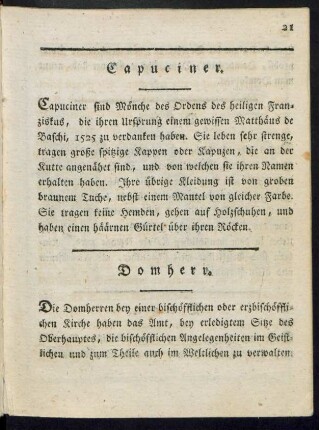 21
Capuciner.
Capuciner sind Mönche des Ordens des heiligen Fran-
ziskus, die ihren Ursprung einem gewissen Matthäus de
Baschi, 1525 zu verdanken haben. Sie leben sehr strenge,
tragen große spitzige Kappen oder Kapuzen, die an der
Kutte angenähet sind, und von welchen sie ihren Namen
erhalten haben. Ihre übrige Kleidung ist von groben
braunem Tuche, nebst einem Mantel von gleicher Farbe.
Sie tragen keine Hemden, gehen auf Holzschuhen, und
haben einen häärnen Gürtel über ihren Röcken.
Domherr.
Die Domherren bey einer bischöfflichen oder erzbischöffli-
chen Kirche haben das Amt, bey erledigtem Sitze des
Oberhauptes, die bischöfflichen Angelegenheiten im Geist-
lichen und zum Theile auch im Weltlichen zu verwalten.